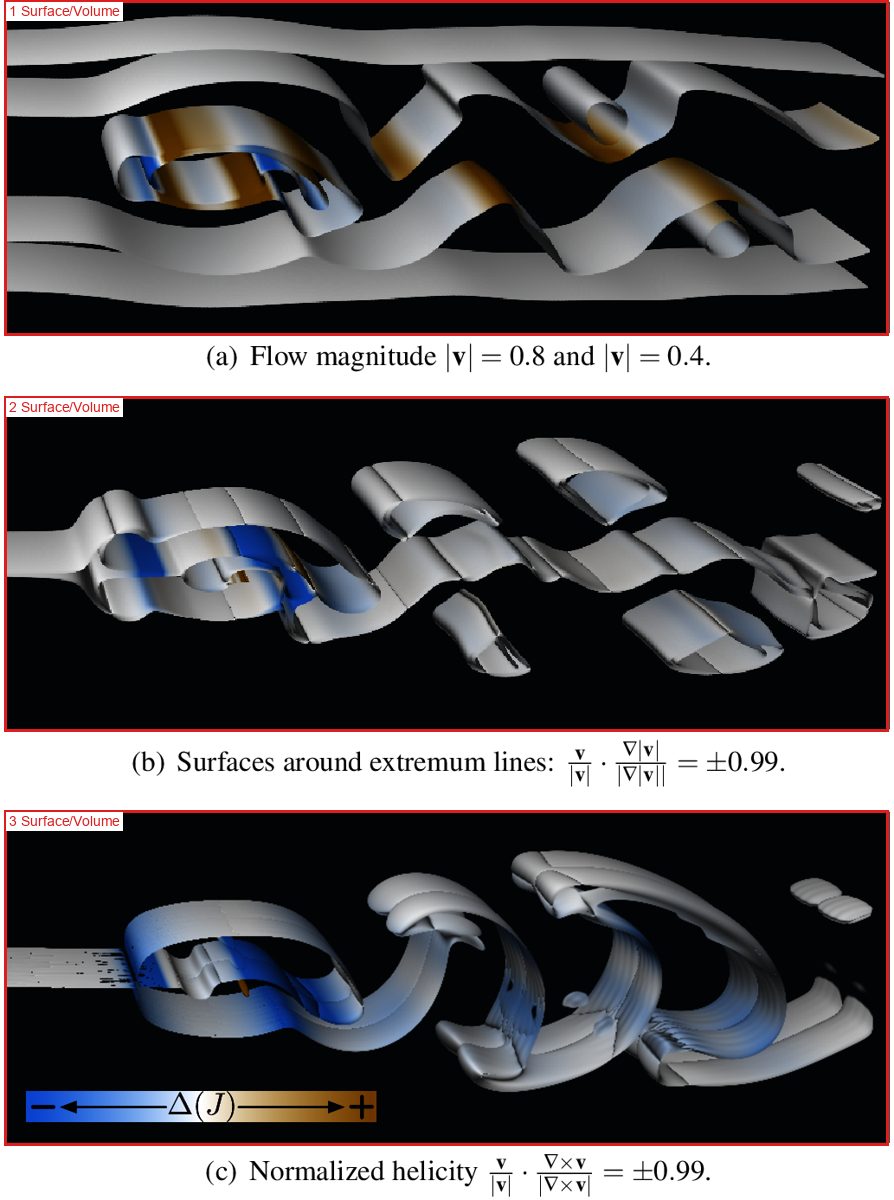 1 Surface/Volume
(a) Flow magnitude |v| = 0.8 and |v| = 0.4.
2 Surface/Volume
(b) Surfaces around extremum lines: v/|v| · ∇|v|/|∇|v|| = ±0.99.
3 Surface/Volume
− Δ(J) +
(c) Normalized helicity v/|v| · ∇×v/|∇×v| = ±0.99.